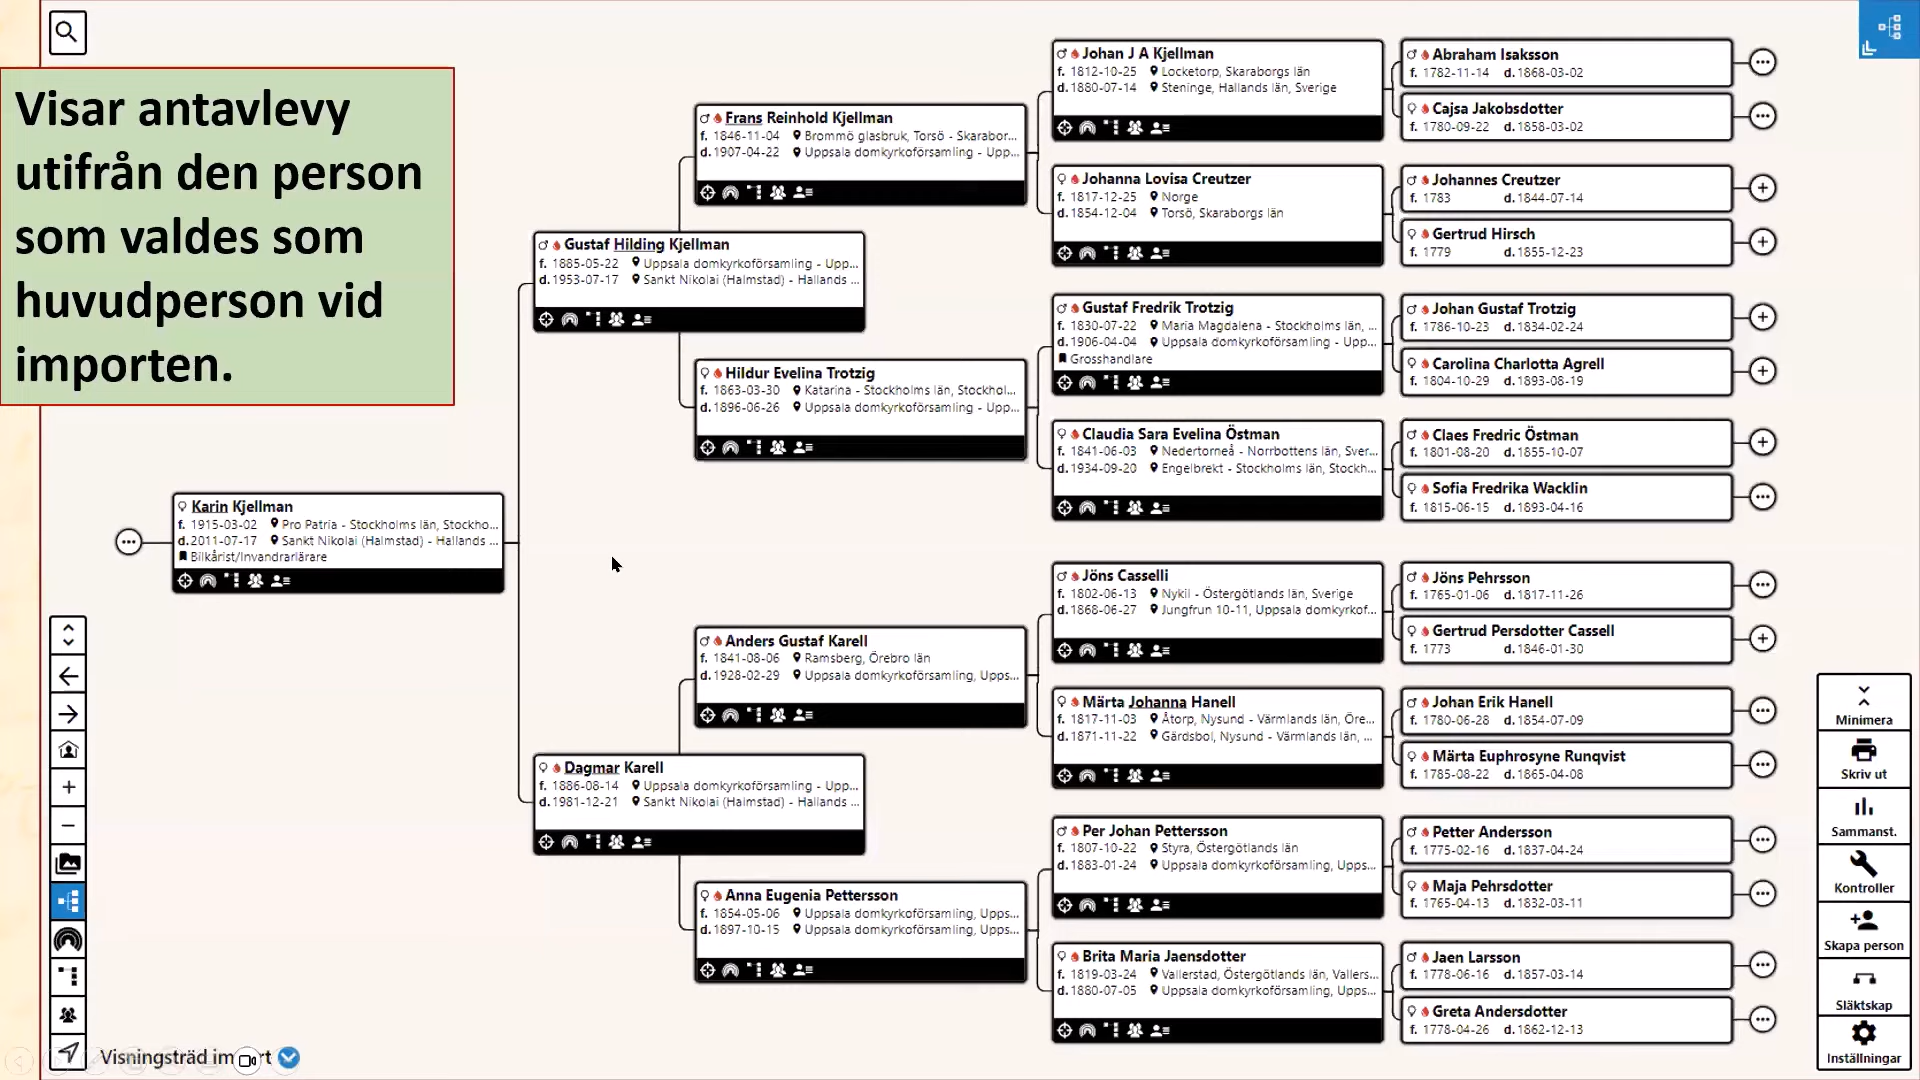 Visar antavlevy
utifrån den person
som valdes som
huvudperson vid
importen.
Karin Kjellman
f. 1915-03-02 Pro Patria - Stockholms län, Stockho...
d. 2011-07-17 Sankt Nikolai (Halmstad) - Hallands ...
Bilkårist/Invandrarlärare
Gustaf Hilding Kjellman
f. 1885-05-22 Uppsala domkyrkoförsamling - Upp...
d. 1953-07-17 Sankt Nikolai (Halmstad) - Hallands ...
Dagmar Karell
f. 1886-08-14 Uppsala domkyrkoförsamling - Upp...
d. 1981-12-21 Sankt Nikolai (Halmstad) - Hallands ...
Frans Reinhold Kjellman
f. 1846-11-04 Brommö glasbruk, Torsö - Skarabor...
d. 1907-04-22 Uppsala domkyrkoförsamling - Upp...
Hildur Evelina Trotzig
f. 1863-03-30 Katarina - Stockholms län, Stockhol...
d. 1896-06-26 Uppsala domkyrkoförsamling - Upp...
Anders Gustaf Karell
f. 1841-08-06 Ramsberg, Örebro län
d. 1928-02-29 Uppsala domkyrkoförsamling, Upps...
Anna Eugenia Pettersson
f. 1854-05-06 Uppsala domkyrkoförsamling, Upps...
d. 1897-10-15 Uppsala domkyrkoförsamling, Upps...
Johan J A Kjellman
f. 1812-10-25 Locketorp, Skaraborgs län
d. 1880-07-14 Steninge, Hallands län, Sverige
Johanna Lovisa Creutzer
f. 1817-12-25 Norge
d. 1854-12-04 Torsö, Skaraborgs län
Gustaf Fredrik Trotzig
f. 1830-07-22 Maria Magdalena - Stockholms län, ...
d. 1906-04-04 Uppsala domkyrkoförsamling - Upp...
Grosshandlare
Claudia Sara Evelina Östman
f. 1841-06-03 Nedertorneå - Norrbottens län, Sver...
d. 1934-09-20 Engelbrekt - Stockholms län, Stockh...
Jöns Casselli
f. 1802-06-13 Nykil - Östergötlands län, Sverige
d. 1868-06-27 Jungfrun 10-11, Uppsala domkyrkof...
Märta Johanna Hanell
f. 1817-11-03 Åtorp, Nysund - Värmlands län, Öre...
d. 1871-11-22 Gårdsbol, Nysund - Värmlands län, ...
Per Johan Pettersson
f. 1807-10-22 Styra, Östergötlands län
d. 1883-01-24 Uppsala domkyrkoförsamling, Upps...
Brita Maria Jaensdotter
f. 1819-03-24 Vallerstad, Östergötlands län, Vallers...
d. 1880-07-05 Uppsala domkyrkoförsamling, Upps...
Abraham Isaksson
f. 1782-11-14 d. 1868-03-02
Cajsa Jakobsdotter
f. 1780-09-22 d. 1858-03-02
Johannes Creutzer
f. 1783 d. 1844-07-14
Gertrud Hirsch
f. 1779 d. 1855-12-23
Johan Gustaf Trotzig
f. 1786-10-23 d. 1834-02-24
Carolina Charlotta Agrell
f. 1804-10-29 d. 1893-08-19
Claes Fredric Östman
f. 1801-08-20 d. 1855-10-07
Sofia Fredrika Wacklin
f. 1815-06-15 d. 1893-04-16
Jöns Pehrsson
f. 1765-01-06 d. 1817-11-26
Gertrud Persdotter Cassell
f. 1773 d. 1846-01-30
Johan Erik Hanell
f. 1780-06-28 d. 1854-07-09
Märta Euphrosyne Runqvist
f. 1785-08-22 d. 1865-04-08
Petter Andersson
f. 1775-02-16 d. 1837-04-24
Maja Pehrsdotter
f. 1765-04-13 d. 1832-03-11
Jaen Larsson
f. 1778-06-16 d. 1857-03-14
Greta Andersdotter
f. 1778-04-26 d. 1862-12-13
Minimera
Skriv ut
Sammanst.
Kontroller
Skapa person
Släktskap
Inställningar
Visningsträd